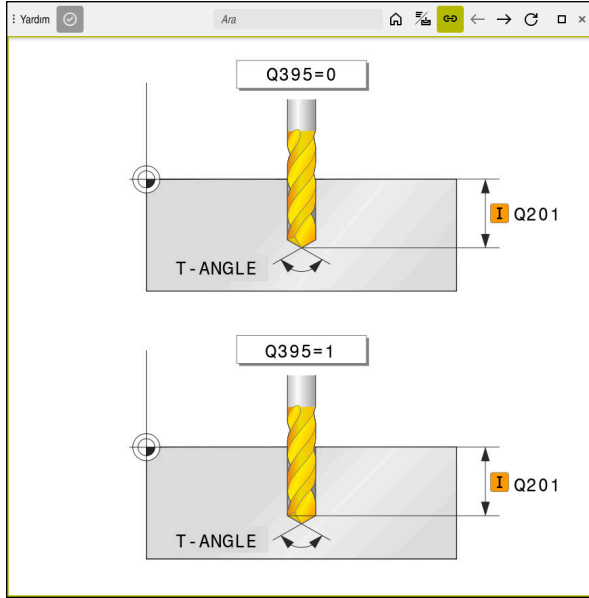 Yardım
Ara
Q395=0
I Q201
T-ANGLE
Q395=1
I Q201
T-ANGLE